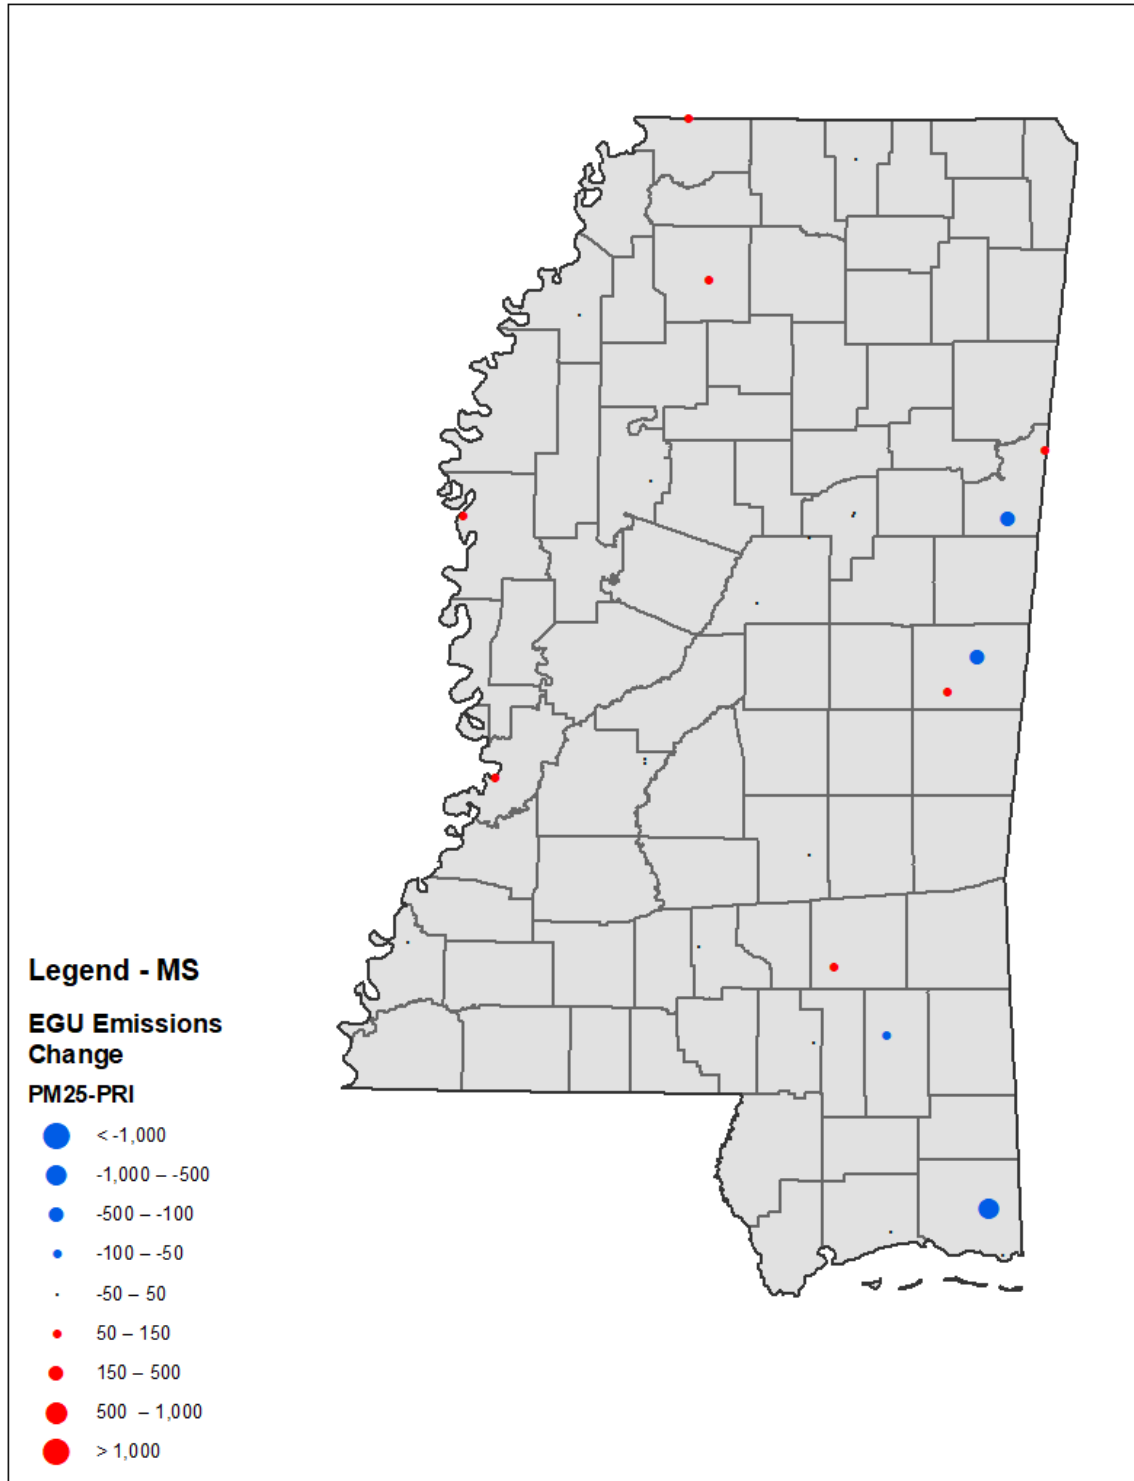 Legend - MS
EGU Emissions
Change
PM25-PRI
< -1,000
-1,000 – -500
-500 – -100
-100 – -50
-50 – 50
50 – 150
150 – 500
500 – 1,000
> 1,000